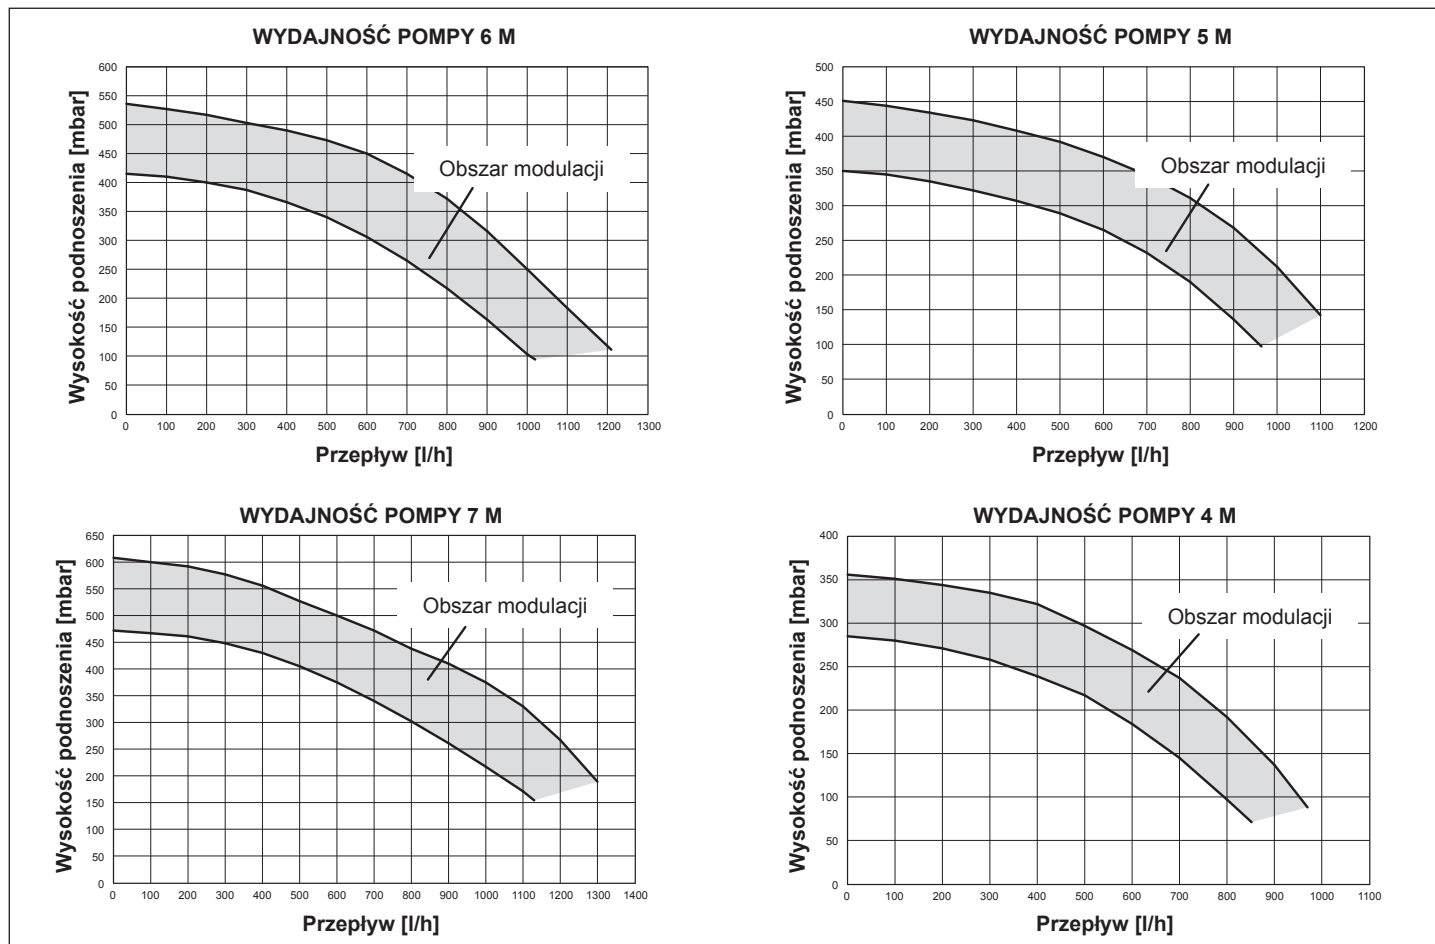 WYDAJNOŚĆ POMPY 6 M
Wysokość podnoszenia [mbar]
600
550
500
450
400
350
300
250
200
150
100
50
0
Obszar modulacji
0 100 200 300 400 500 600 700 800 900 1000 1100 1200 1300
Przepływ [l/h]
WYDAJNOŚĆ POMPY 5 M
Wysokość podnoszenia [mbar]
500
450
400
350
300
250
200
150
100
50
0
Obszar modulacji
0 100 200 300 400 500 600 700 800 900 1000 1100 1200
Przepływ [l/h]
WYDAJNOŚĆ POMPY 7 M
Wysokość podnoszenia [mbar]
650
600
550
500
450
400
350
300
250
200
150
100
50
0
Obszar modulacji
0 100 200 300 400 500 600 700 800 900 1000 1100 1200 1300 1400
Przepływ [l/h]
WYDAJNOŚĆ POMPY 4 M
Wysokość podnoszenia [mbar]
400
350
300
250
200
150
100
50
0
Obszar modulacji
0 100 200 300 400 500 600 700 800 900 1000 1100
Przepływ [l/h]